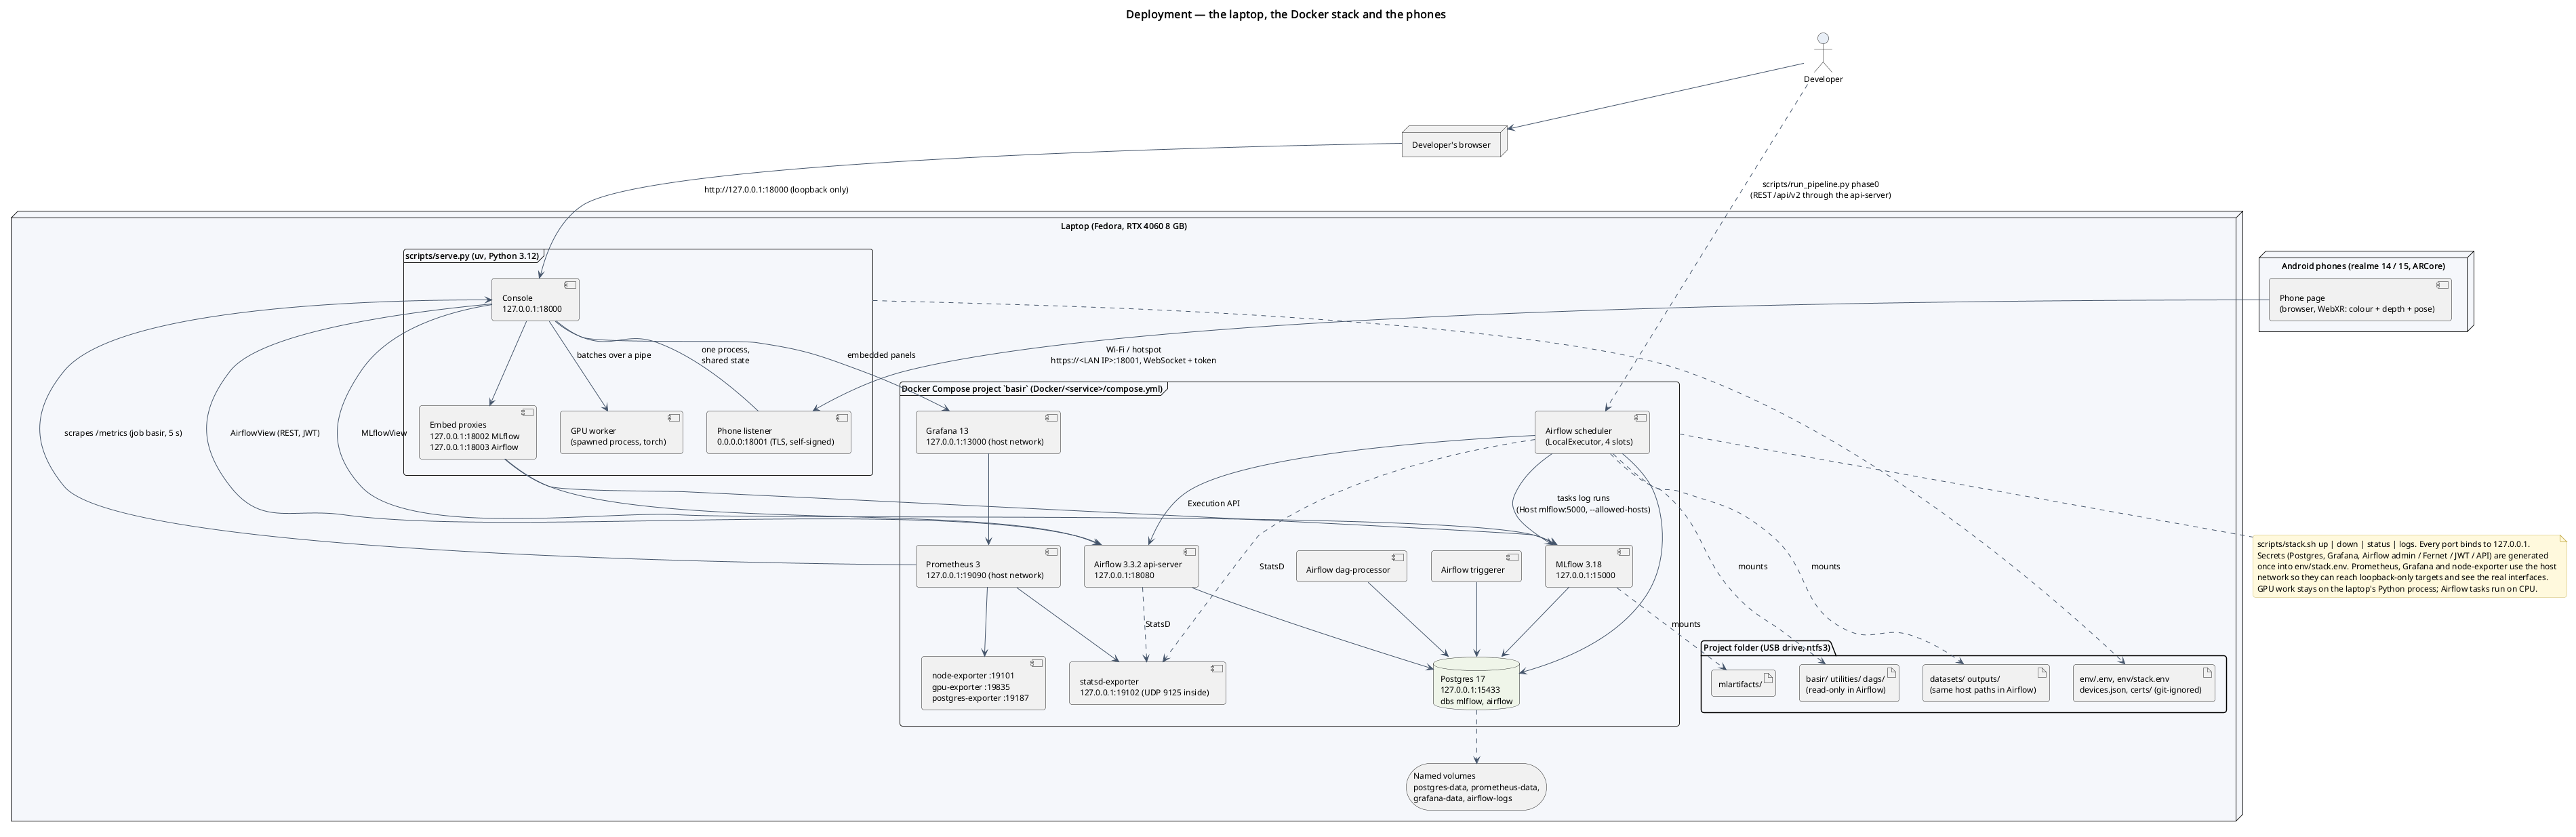 Deployment — the laptop, the Docker stack and the phones
Developer
Developer's browser
http://127.0.0.1:18000 (loopback only)
scripts/run_pipeline.py phase0
(REST /api/v2 through the api-server)
Laptop (Fedora, RTX 4060 8 GB)
scripts/serve.py (uv, Python 3.12)
Console
127.0.0.1:18000
Android phones (realme 14 / 15, ARCore)
Phone page
(browser, WebXR: colour + depth + pose)
batches over a pipe
one process,
shared state
embedded panels
Wi-Fi / hotspot
https://<LAN IP>:18001, WebSocket + token
Docker Compose project `basir` (Docker/<service>/compose.yml)
scrapes /metrics (job basir, 5 s)
AirflowView (REST, JWT)
MLflowView
Embed proxies
127.0.0.1:18002 MLflow
127.0.0.1:18003 Airflow
GPU worker
(spawned process, torch)
Phone listener
0.0.0.0:18001 (TLS, self-signed)
Grafana 13
127.0.0.1:13000 (host network)
Airflow scheduler
(LocalExecutor, 4 slots)
Execution API
tasks log runs
(Host mlflow:5000, --allowed-hosts)
StatsD
mounts
mounts
Prometheus 3
127.0.0.1:19090 (host network)
Airflow 3.3.2 api-server
127.0.0.1:18080
Airflow dag-processor
Airflow triggerer
MLflow 3.18
127.0.0.1:15000
scripts/stack.sh up | down | status | logs. Every port binds to 127.0.0.1.
Secrets (Postgres, Grafana, Airflow admin / Fernet / JWT / API) are generated
once into env/stack.env. Prometheus, Grafana and node-exporter use the host
network so they can reach loopback-only targets and see the real interfaces.
GPU work stays on the laptop's Python process; Airflow tasks run on CPU.
StatsD
mounts
node-exporter :19101
gpu-exporter :19835
postgres-exporter :19187
statsd-exporter
127.0.0.1:19102 (UDP 9125 inside)
Postgres 17
127.0.0.1:15433
dbs mlflow, airflow
Project folder (USB drive, ntfs3)
mlartifacts/
basir/ utilities/ dags/
(read-only in Airflow)
datasets/ outputs/
(same host paths in Airflow)
env/.env, env/stack.env
devices.json, certs/ (git-ignored)
Named volumes
postgres-data, prometheus-data,
grafana-data, airflow-logs